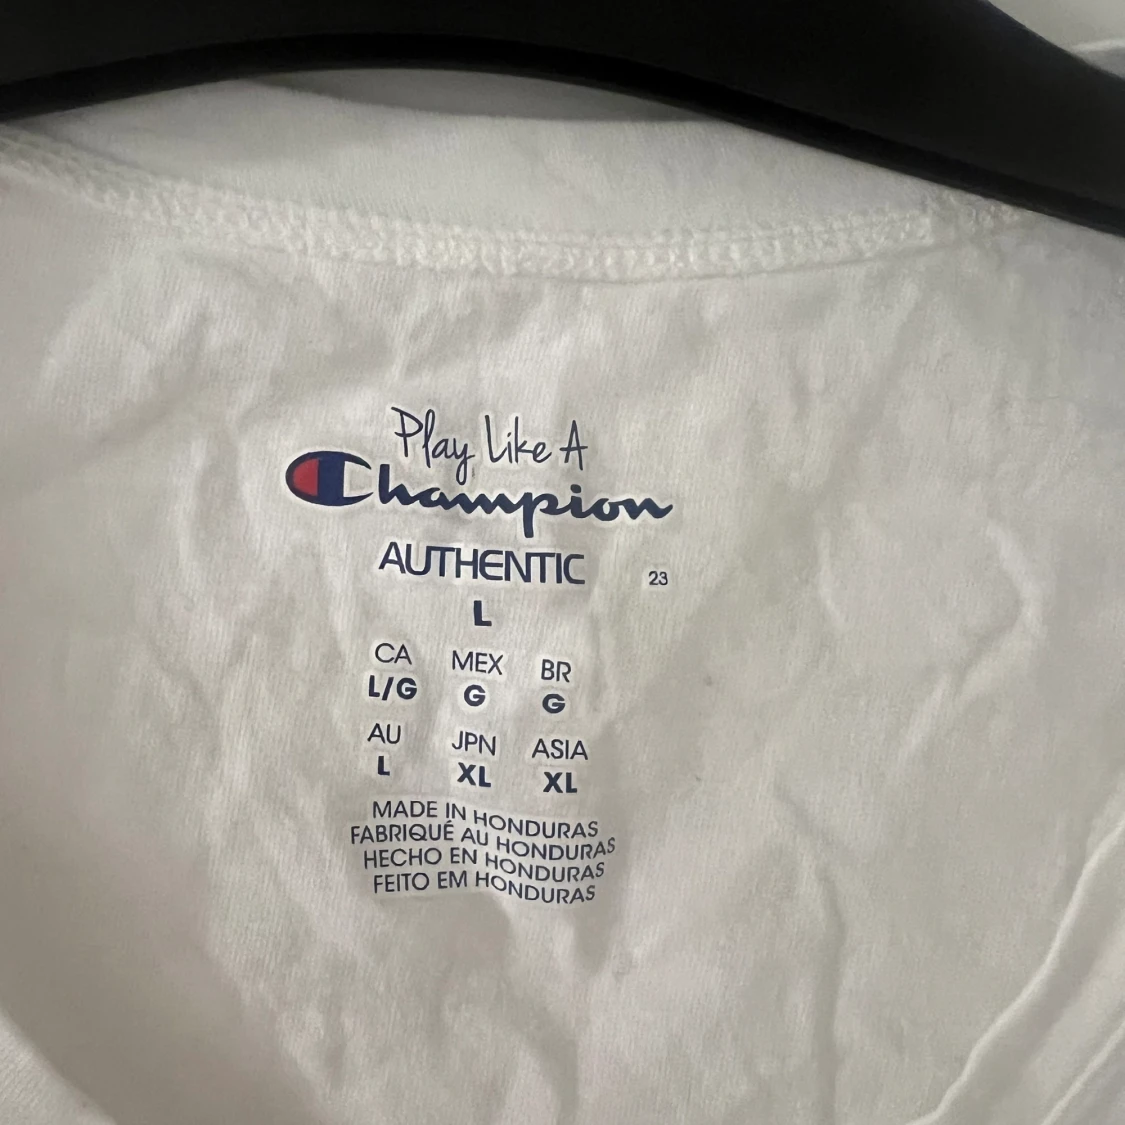 Play Like A
Champion
AUTHENTIC 23
L
CA MEX BR
L/G G G
AU JPN ASIA
L XL XL
MADE IN HONDURAS
FABRIQUÉ AU HONDURAS
HECHO EN HONDURAS
FEITO EM HONDURAS